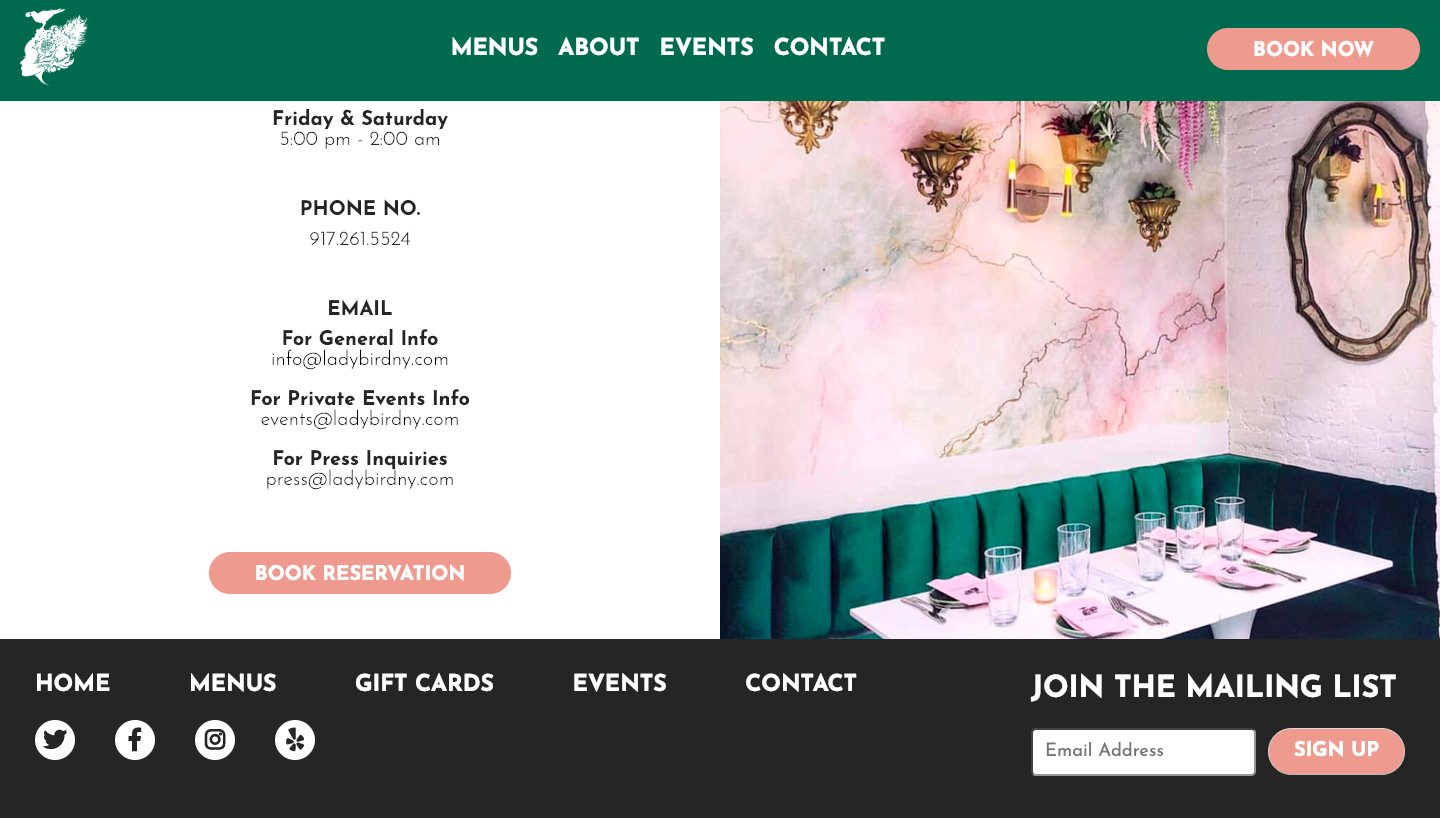 MENUS ABOUT EVENTS CONTACT
BOOK NOW
Friday & Saturday
5:00 pm - 2:00 am
PHONE NO.
917.261.5524
EMAIL
For General Info
info@ladybirdny.com
For Private Events Info
events@ladybirdny.com
For Press Inquiries
press@ladybirdny.com
BOOK RESERVATION
HOME MENUS GIFT CARDS EVENTS CONTACT
JOIN THE MAILING LIST
Email Address
SIGN UP